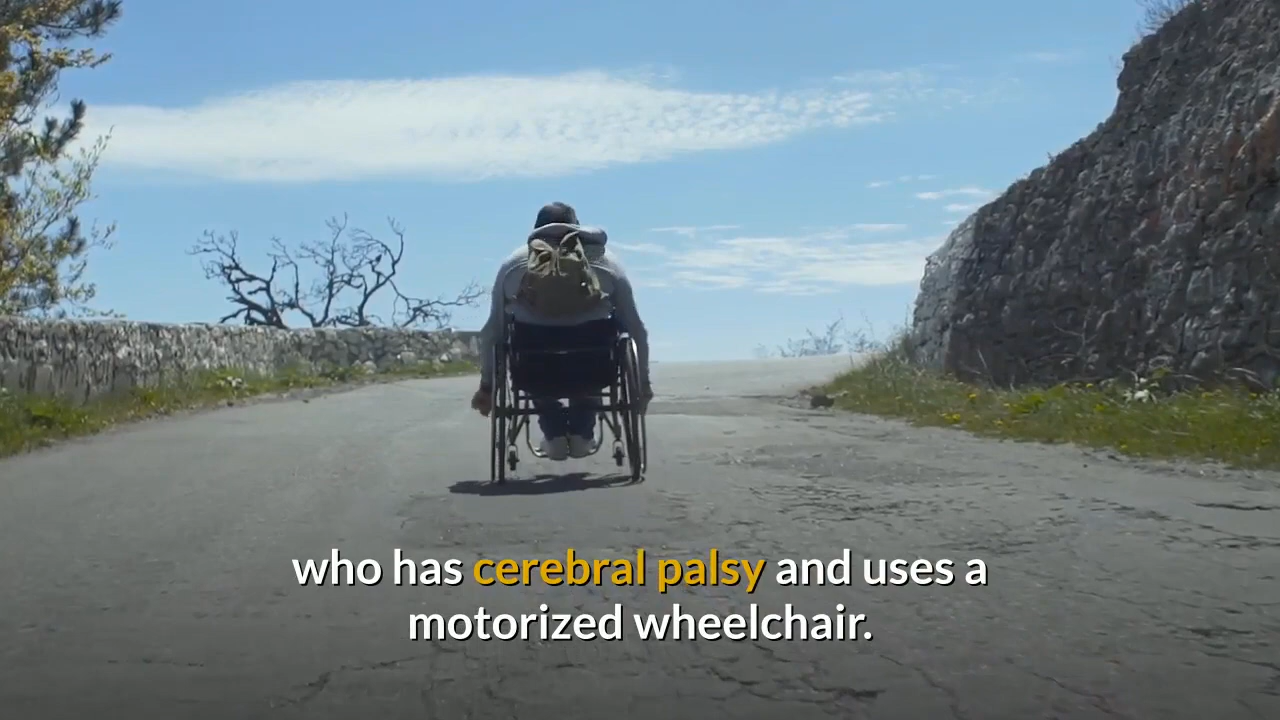 who has cerebral palsy and uses a
motorized wheelchair.